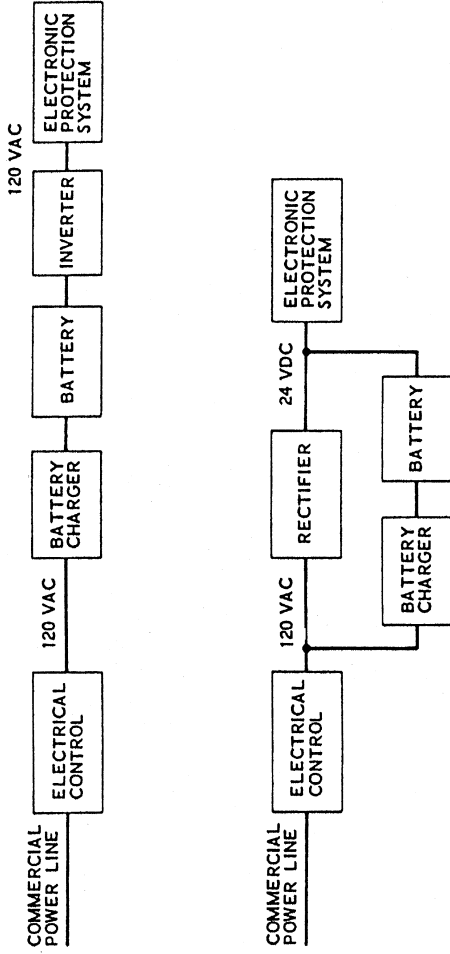 COMMERCIAL
POWER LINE
ELECTRICAL
CONTROL
120 VAC
BATTERY
CHARGER
BATTERY
INVERTER
120 VAC
ELECTRONIC
PROTECTION
SYSTEM
COMMERCIAL
POWER LINE
ELECTRICAL
CONTROL
120 VAC
RECTIFIER
24 VDC
ELECTRONIC
PROTECTION
SYSTEM
BATTERY
CHARGER
BATTERY